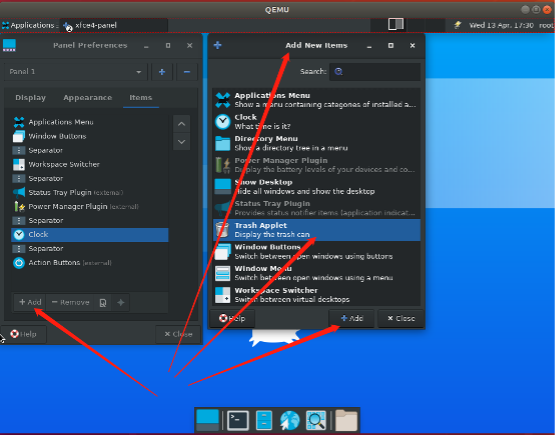 QEMU
Applications
xfce4-panel
Wed 13 Apr, 17:30 root
Panel Preferences
Panel 1
Display Appearance Items
Applications Menu
Window Buttons
Separator
Workspace Switcher
Separator
Status Tray Plugin (external)
Power Manager Plugin (external)
Separator
Clock
Separator
Action Buttons (external)
Add Remove
Help Close
Add New Items
Search:
Applications Menu
Show a menu containing categories of installed a...
Clock
What time is it?
Directory Menu
Show a directory tree in a menu
Power Manager Plugin
Display the battery levels of your devices and co...
Show Desktop
Hide all windows and show the desktop
Status Tray Plugin
Provides status notifier items (application indicat...
Trash Applet
Display the trash can
Window Buttons
Switch between open windows using buttons
Window Menu
Switch between open windows using a menu
Workspace Switcher
Switch between virtual desktops
Help Add Close